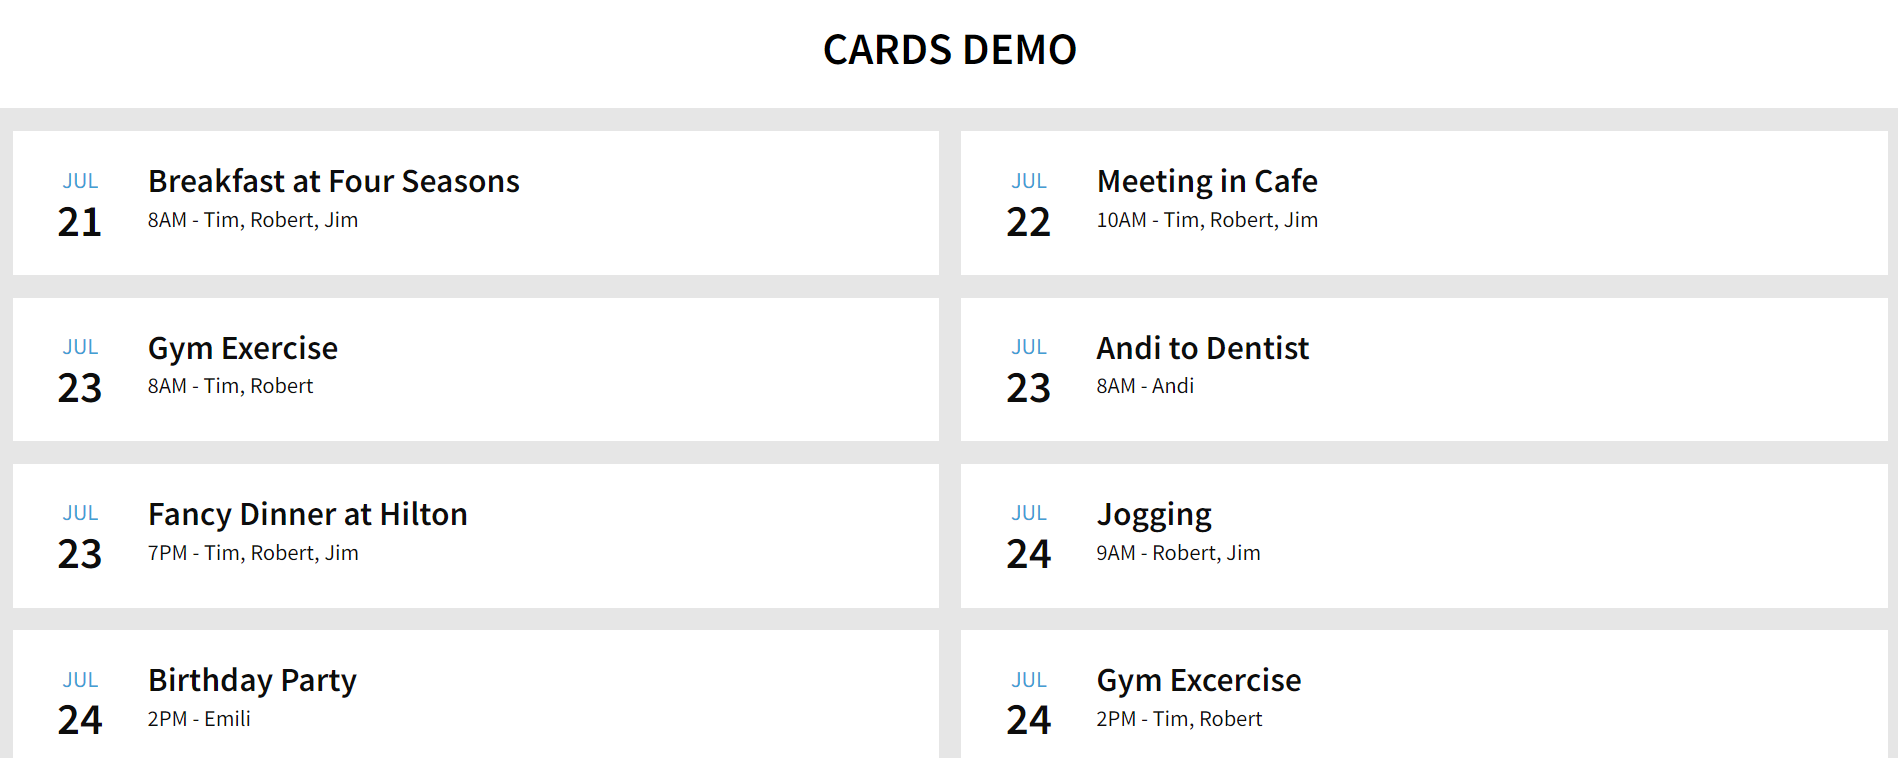 CARDS DEMO
JUL
21
Breakfast at Four Seasons
8AM - Tim, Robert, Jim
JUL
22
Meeting in Cafe
10AM - Tim, Robert, Jim
JUL
23
Gym Exercise
8AM - Tim, Robert
JUL
23
Andi to Dentist
8AM - Andi
JUL
23
Fancy Dinner at Hilton
7PM - Tim, Robert, Jim
JUL
24
Jogging
9AM - Robert, Jim
JUL
24
Birthday Party
2PM - Emili
JUL
24
Gym Excercise
2PM - Tim, Robert